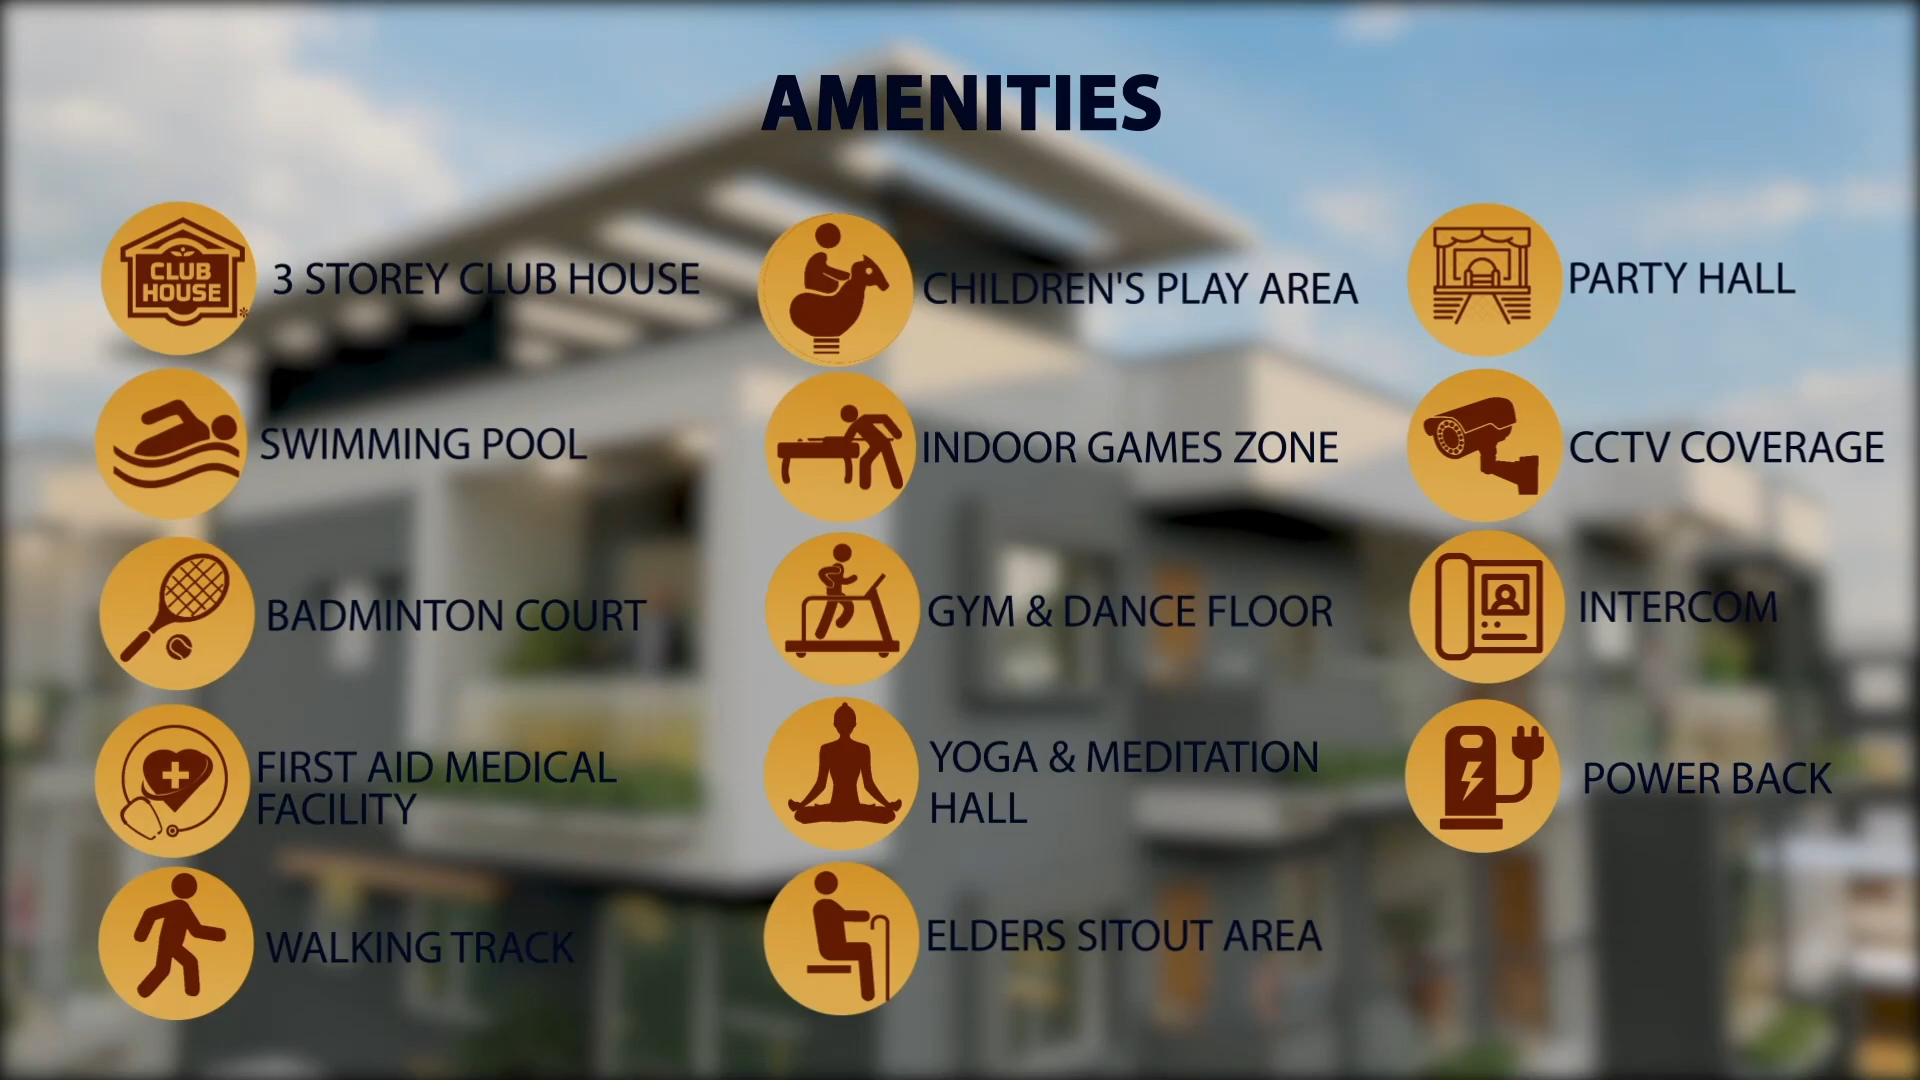 AMENITIES
CLUB
HOUSE
3 STOREY CLUB HOUSE
SWIMMING POOL
BADMINTON COURT
FIRST AID MEDICAL
FACILITY
WALKING TRACK
CHILDREN'S PLAY AREA
INDOOR GAMES ZONE
GYM & DANCE FLOOR
YOGA & MEDITATION
HALL
ELDERS SITOUT AREA
PARTY HALL
CCTV COVERAGE
INTERCOM
POWER BACK